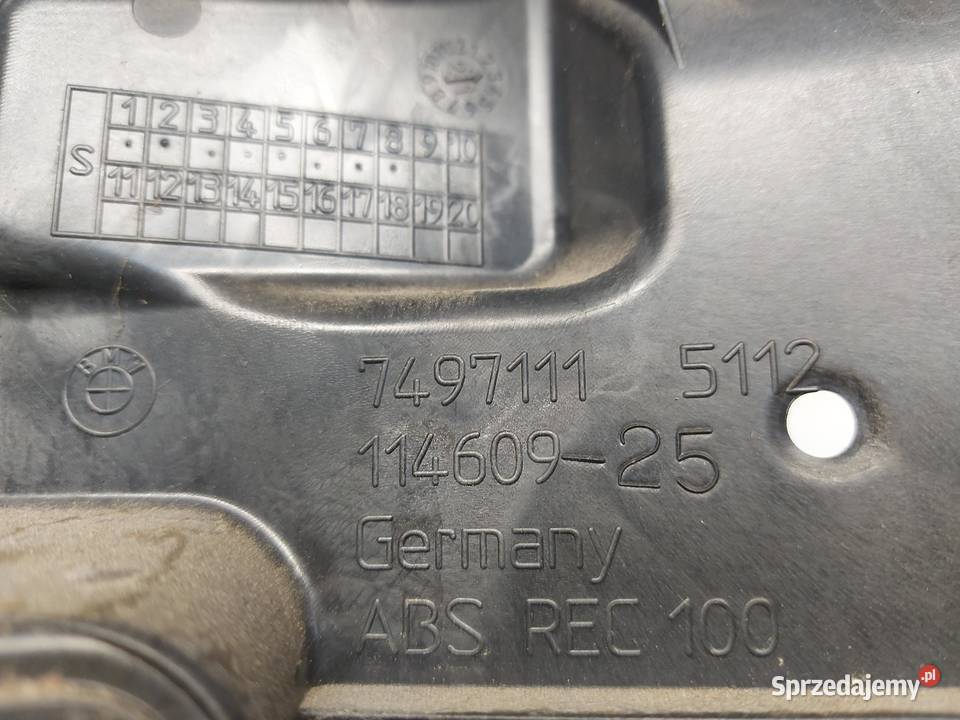 1 2 3 4 5 6 7 8 9 10
S
11 12 13 14 15 16 17 18 19 20
BMW
7497111 5112
114609-25
Germany
ABS REC 100
Sprzedajemy.pl